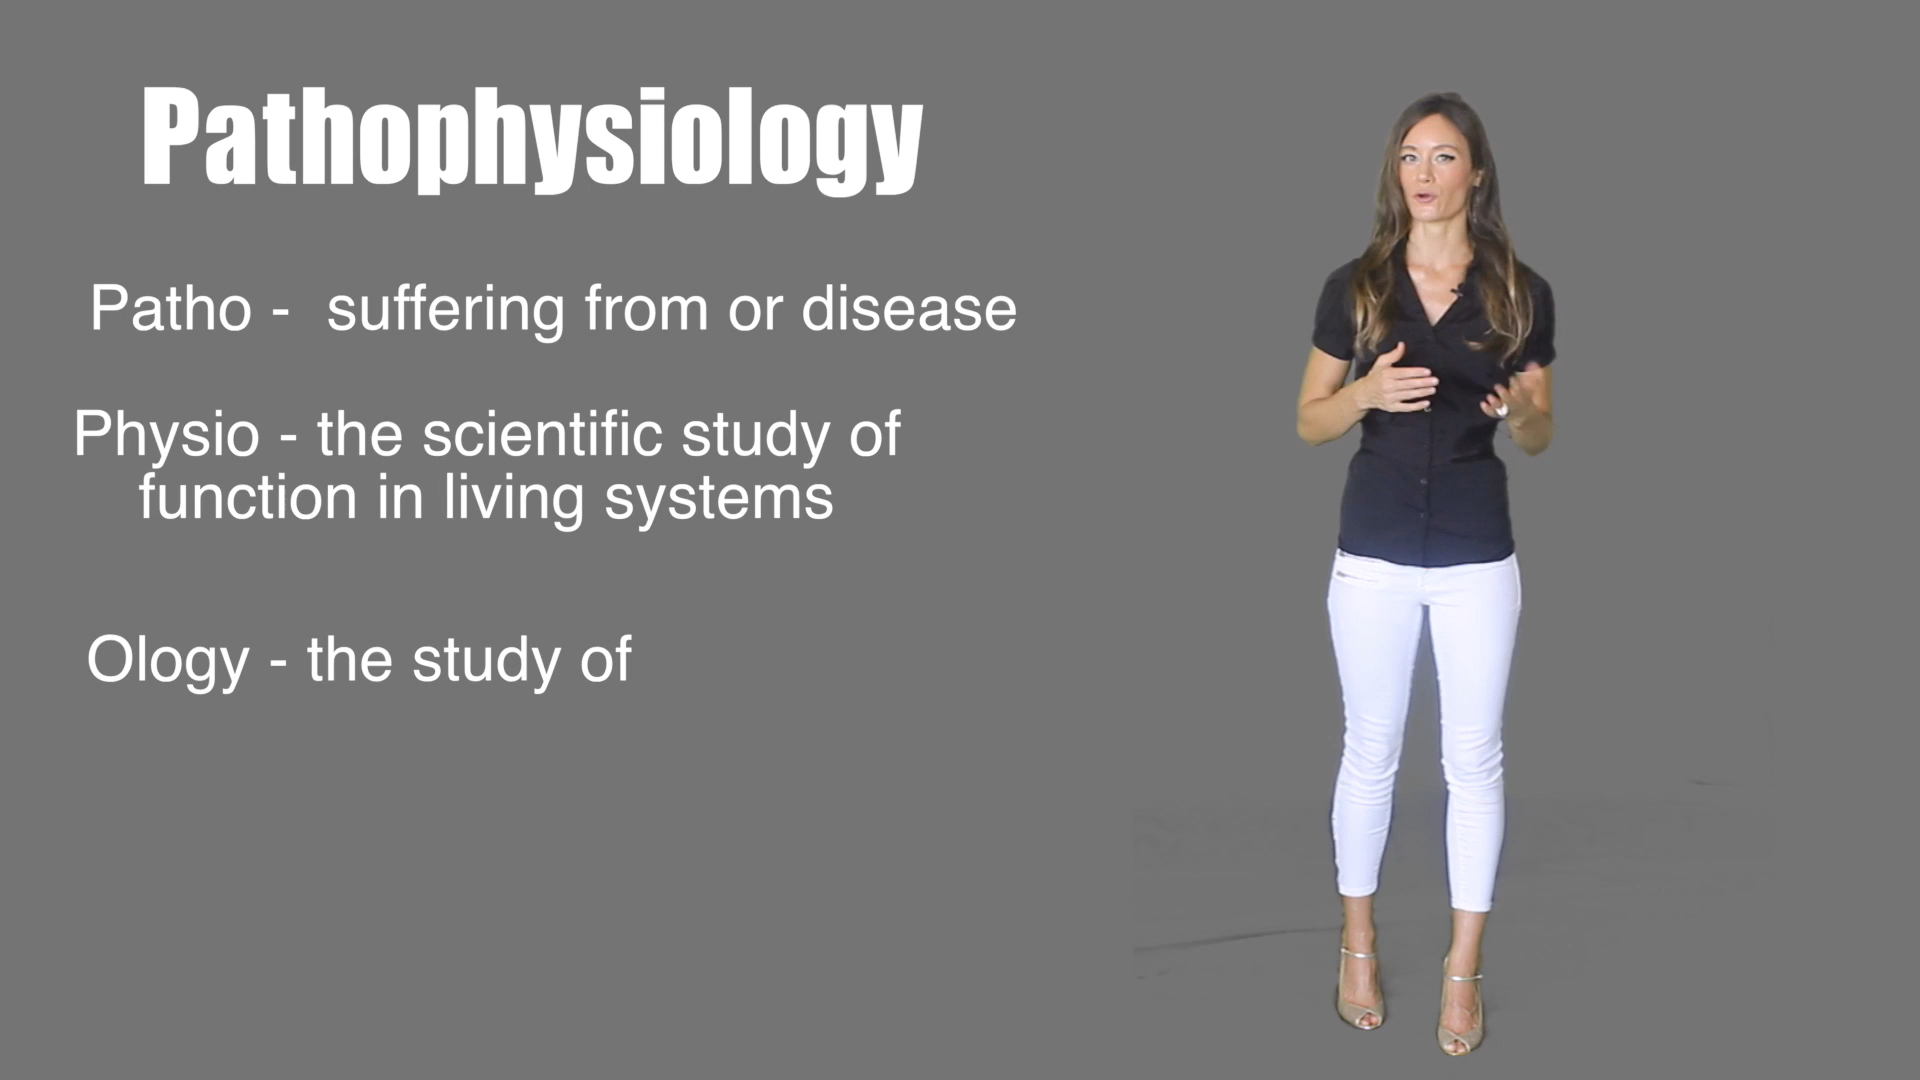 Pathophysiology
Patho - suffering from or disease
Physio - the scientific study of
function in living systems
Ology - the study of